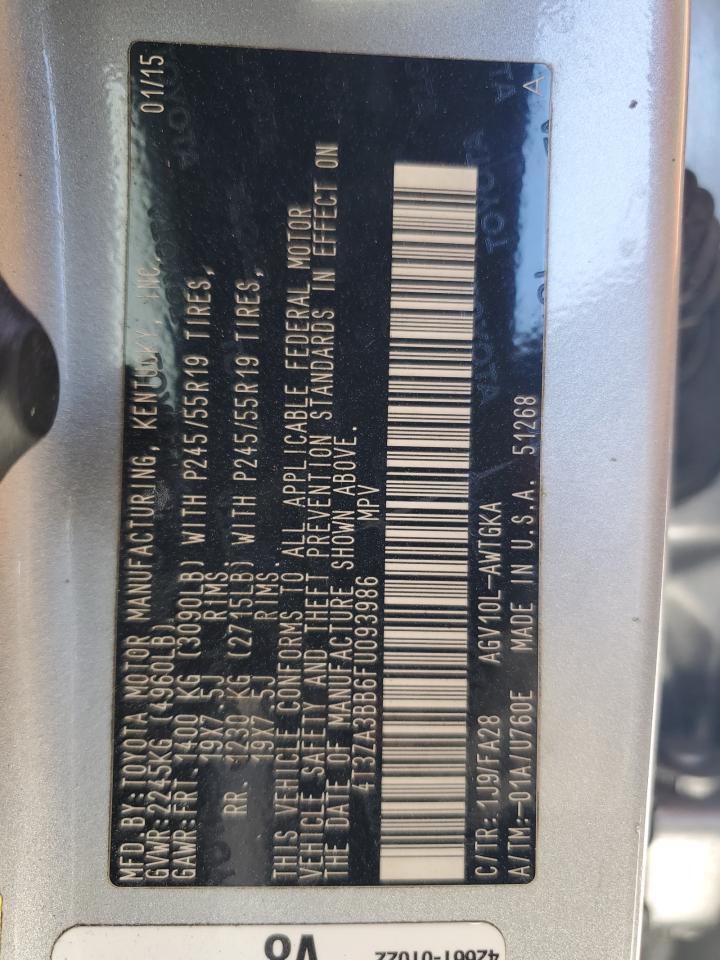 MFD.BY:TOYOTA MOTOR MANUFACTURING, KENTUCKY, INC. 01/15
GVWR:2245KG (4960LB)
GAWR:FRT. 1400 KG (3090LB) WITH P245/55R19 TIRES,
19X7.5J RIMS
RR. 1230 KG (2715LB) WITH P245/55R19 TIRES,
19X7.5J RIMS.
THIS VEHICLE CONFORMS TO ALL APPLICABLE FEDERAL MOTOR
VEHICLE SAFETY AND THEFT PREVENTION STANDARDS IN EFFECT ON
THE DATE OF MANUFACTURE SHOWN ABOVE.
4T3ZA3BB6FU093986 MPV
C/TR: 1J9/FA28 AGV10L-AWTGKA
A/TM:-01A/U760E MADE IN U.S.A. 51268 A
TOYOTA
42661-01022
V6